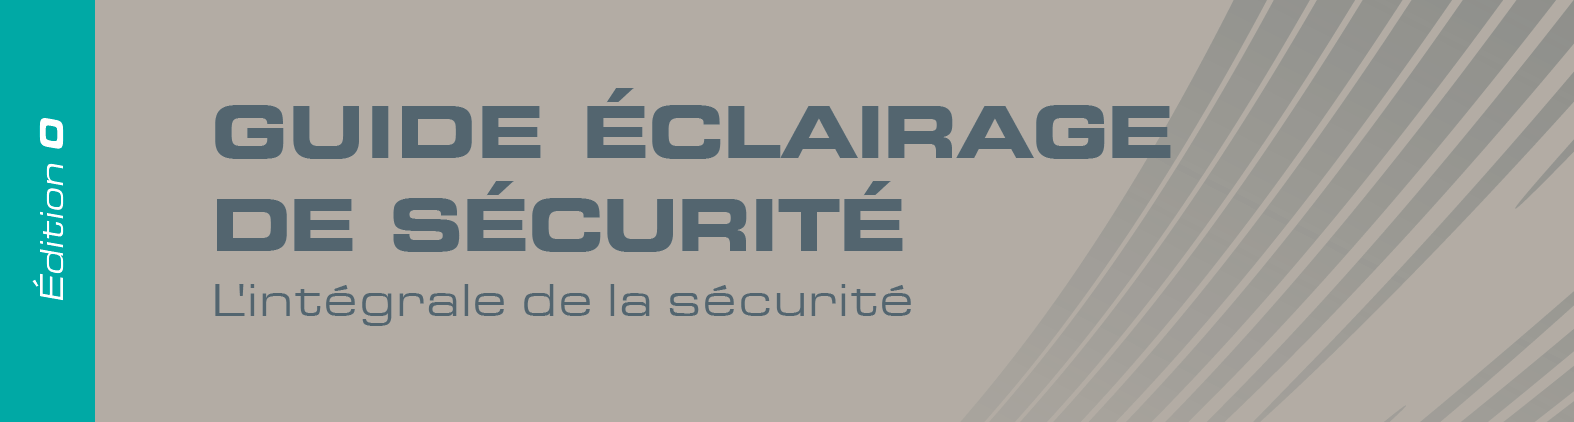 Édition 0
GUIDE ÉCLAIRAGE
DE SÉCURITÉ
L'intégrale de la sécurité